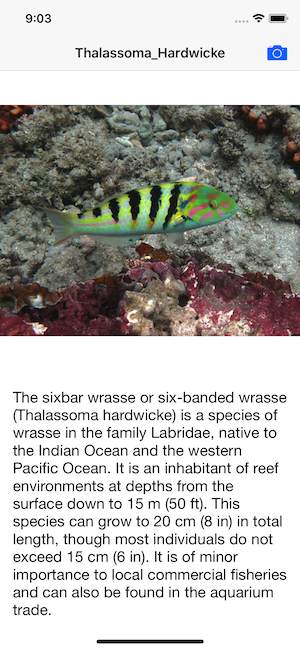 9:03
Thalassoma_Hardwicke
The sixbar wrasse or six-banded wrasse
(Thalassoma hardwicke) is a species of
wrasse in the family Labridae, native to
the Indian Ocean and the western
Pacific Ocean. It is an inhabitant of reef
environments at depths from the
surface down to 15 m (50 ft). This
species can grow to 20 cm (8 in) in total
length, though most individuals do not
exceed 15 cm (6 in). It is of minor
importance to local commercial fisheries
and can also be found in the aquarium
trade.